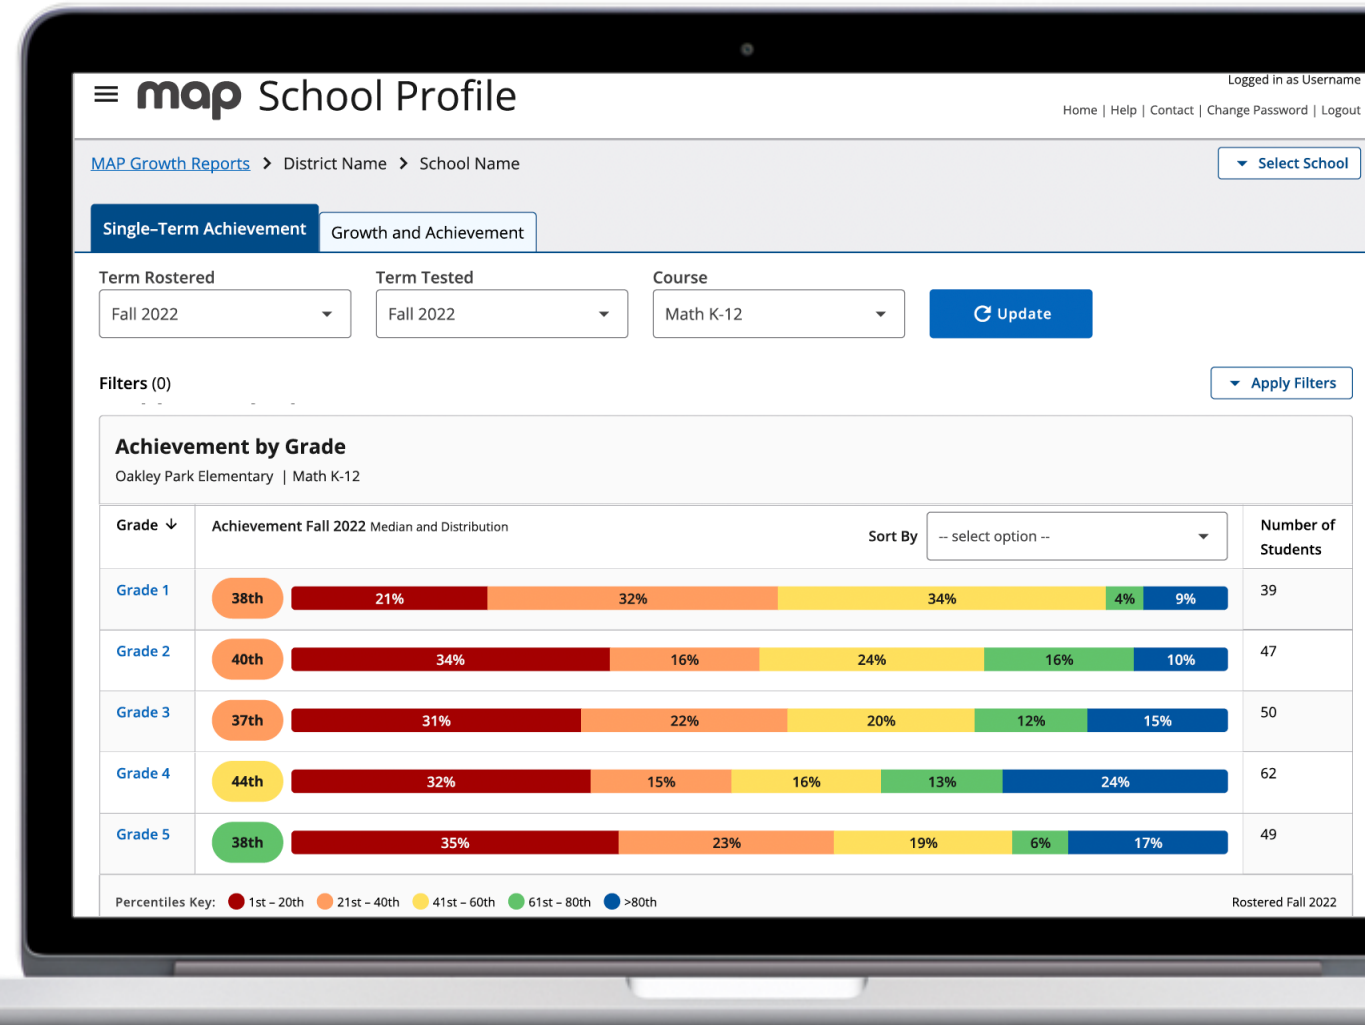 map School Profile
Logged in as Username
Home | Help | Contact | Change Password | Logout
MAP Growth Reports > District Name > School Name
Select School
Single–Term Achievement
Growth and Achievement
Term Rostered
Term Tested
Course
Fall 2022
Fall 2022
Math K-12
Update
Filters (0)
Apply Filters
Achievement by Grade
Oakley Park Elementary | Math K-12
Grade ↓
Achievement Fall 2022 Median and Distribution
Sort By
-- select option --
Number of
Students
Grade 1 38th 21% 32% 34% 4% 9% 39
Grade 2 40th 34% 16% 24% 16% 10% 47
Grade 3 37th 31% 22% 20% 12% 15% 50
Grade 4 44th 32% 15% 16% 13% 24% 62
Grade 5 38th 35% 23% 19% 6% 17% 49
Percentiles Key: 1st – 20th 21st – 40th 41st – 60th 61st – 80th >80th
Rostered Fall 2022